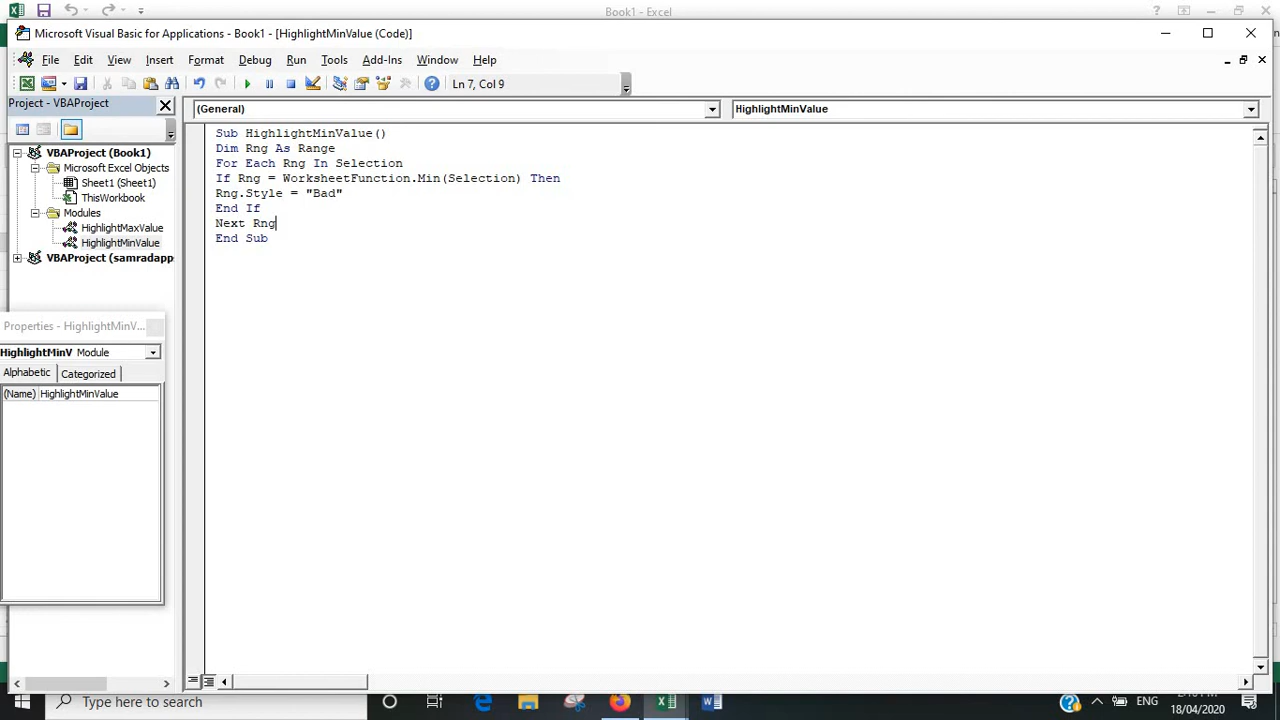 Book1 - Excel
Microsoft Visual Basic for Applications - Book1 - [HighlightMinValue (Code)]
File Edit View Insert Format Debug Run Tools Add-Ins Window Help
Ln 7, Col 9
Project - VBAProject
(General)
HighlightMinValue
VBAProject (Book1)
Microsoft Excel Objects
Sheet1 (Sheet1)
ThisWorkbook
Modules
HighlightMaxValue
HighlightMinValue
VBAProject (samradapps
Sub HighlightMinValue()
Dim Rng As Range
For Each Rng In Selection
If Rng = WorksheetFunction.Min(Selection) Then
Rng.Style = "Bad"
End If
Next Rng
End Sub
Properties - HighlightMinV...
HighlightMinV Module
Alphabetic Categorized
(Name) HighlightMinValue
Type here to search
ENG
18/04/2020